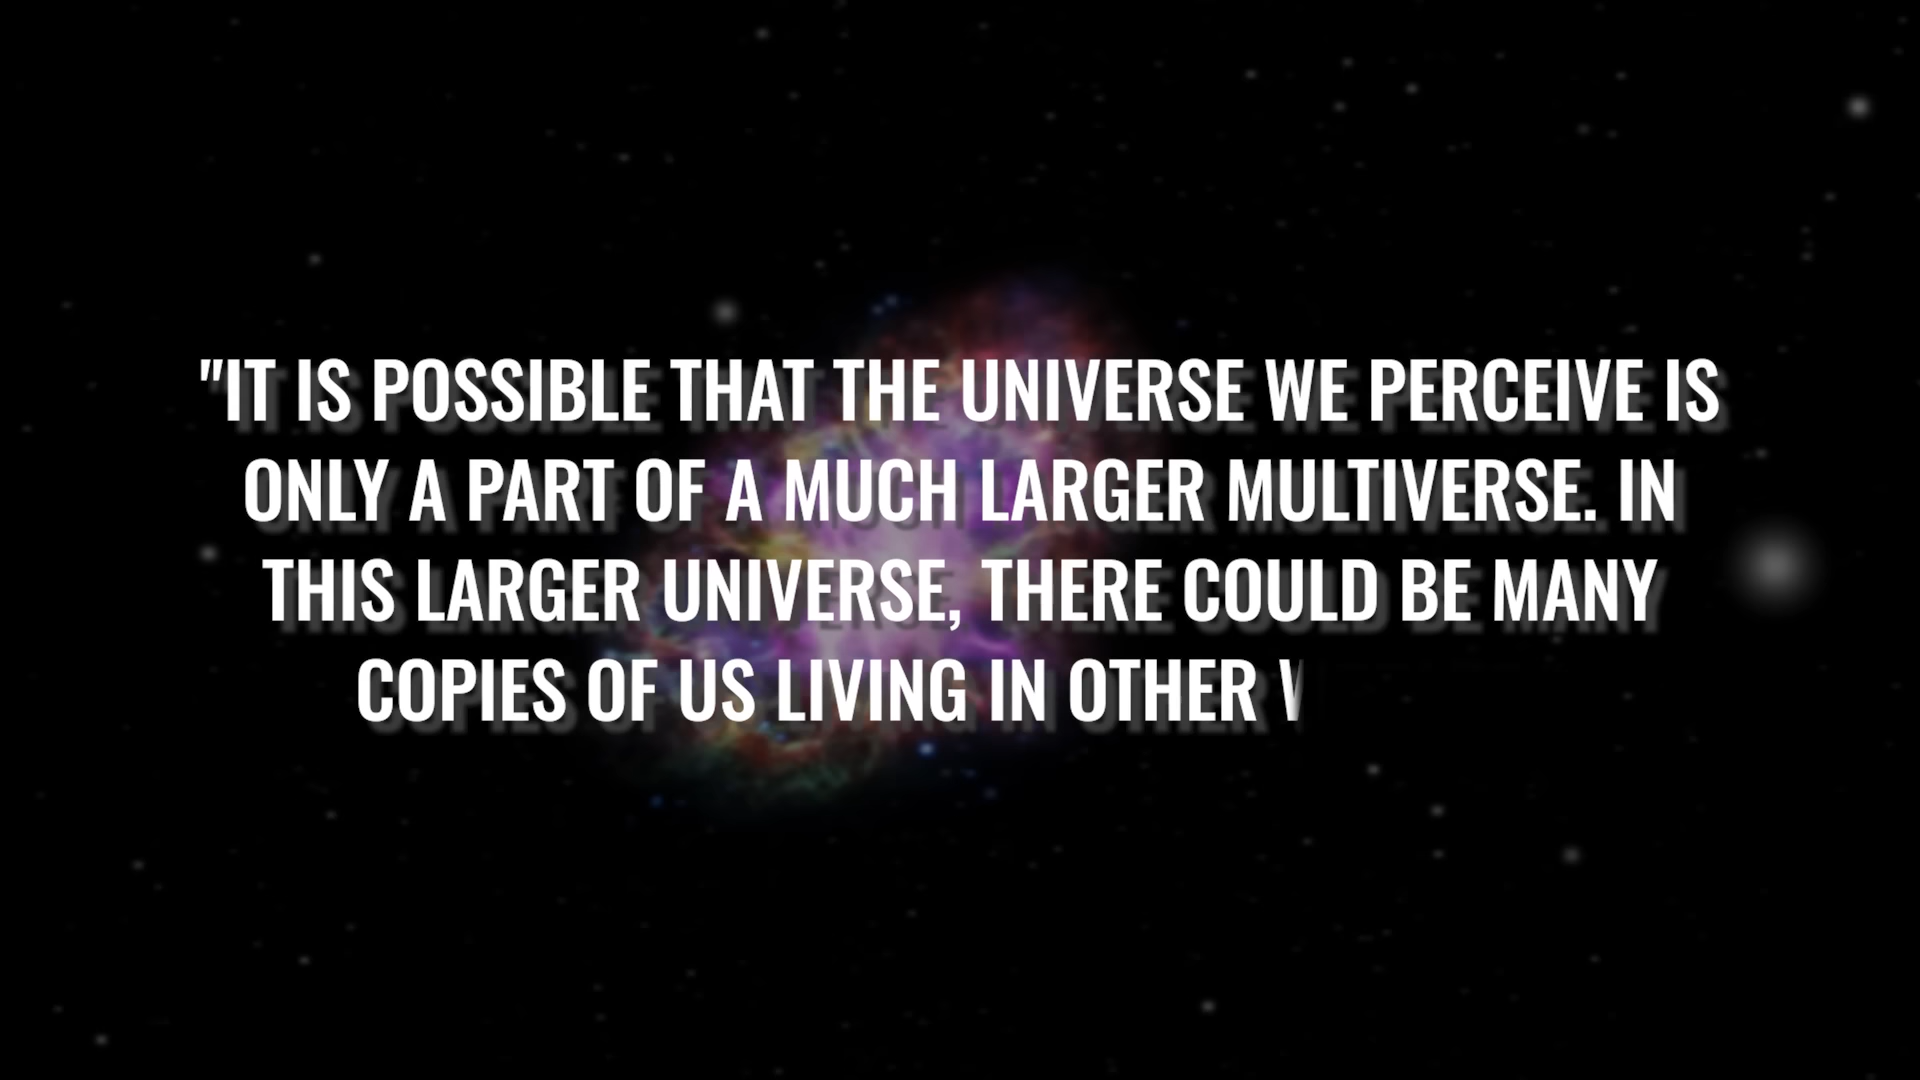 "IT IS POSSIBLE THAT THE UNIVERSE WE PERCEIVE IS
ONLY A PART OF A MUCH LARGER MULTIVERSE. IN
THIS LARGER UNIVERSE, THERE COULD BE MANY
COPIES OF US LIVING IN OTHER